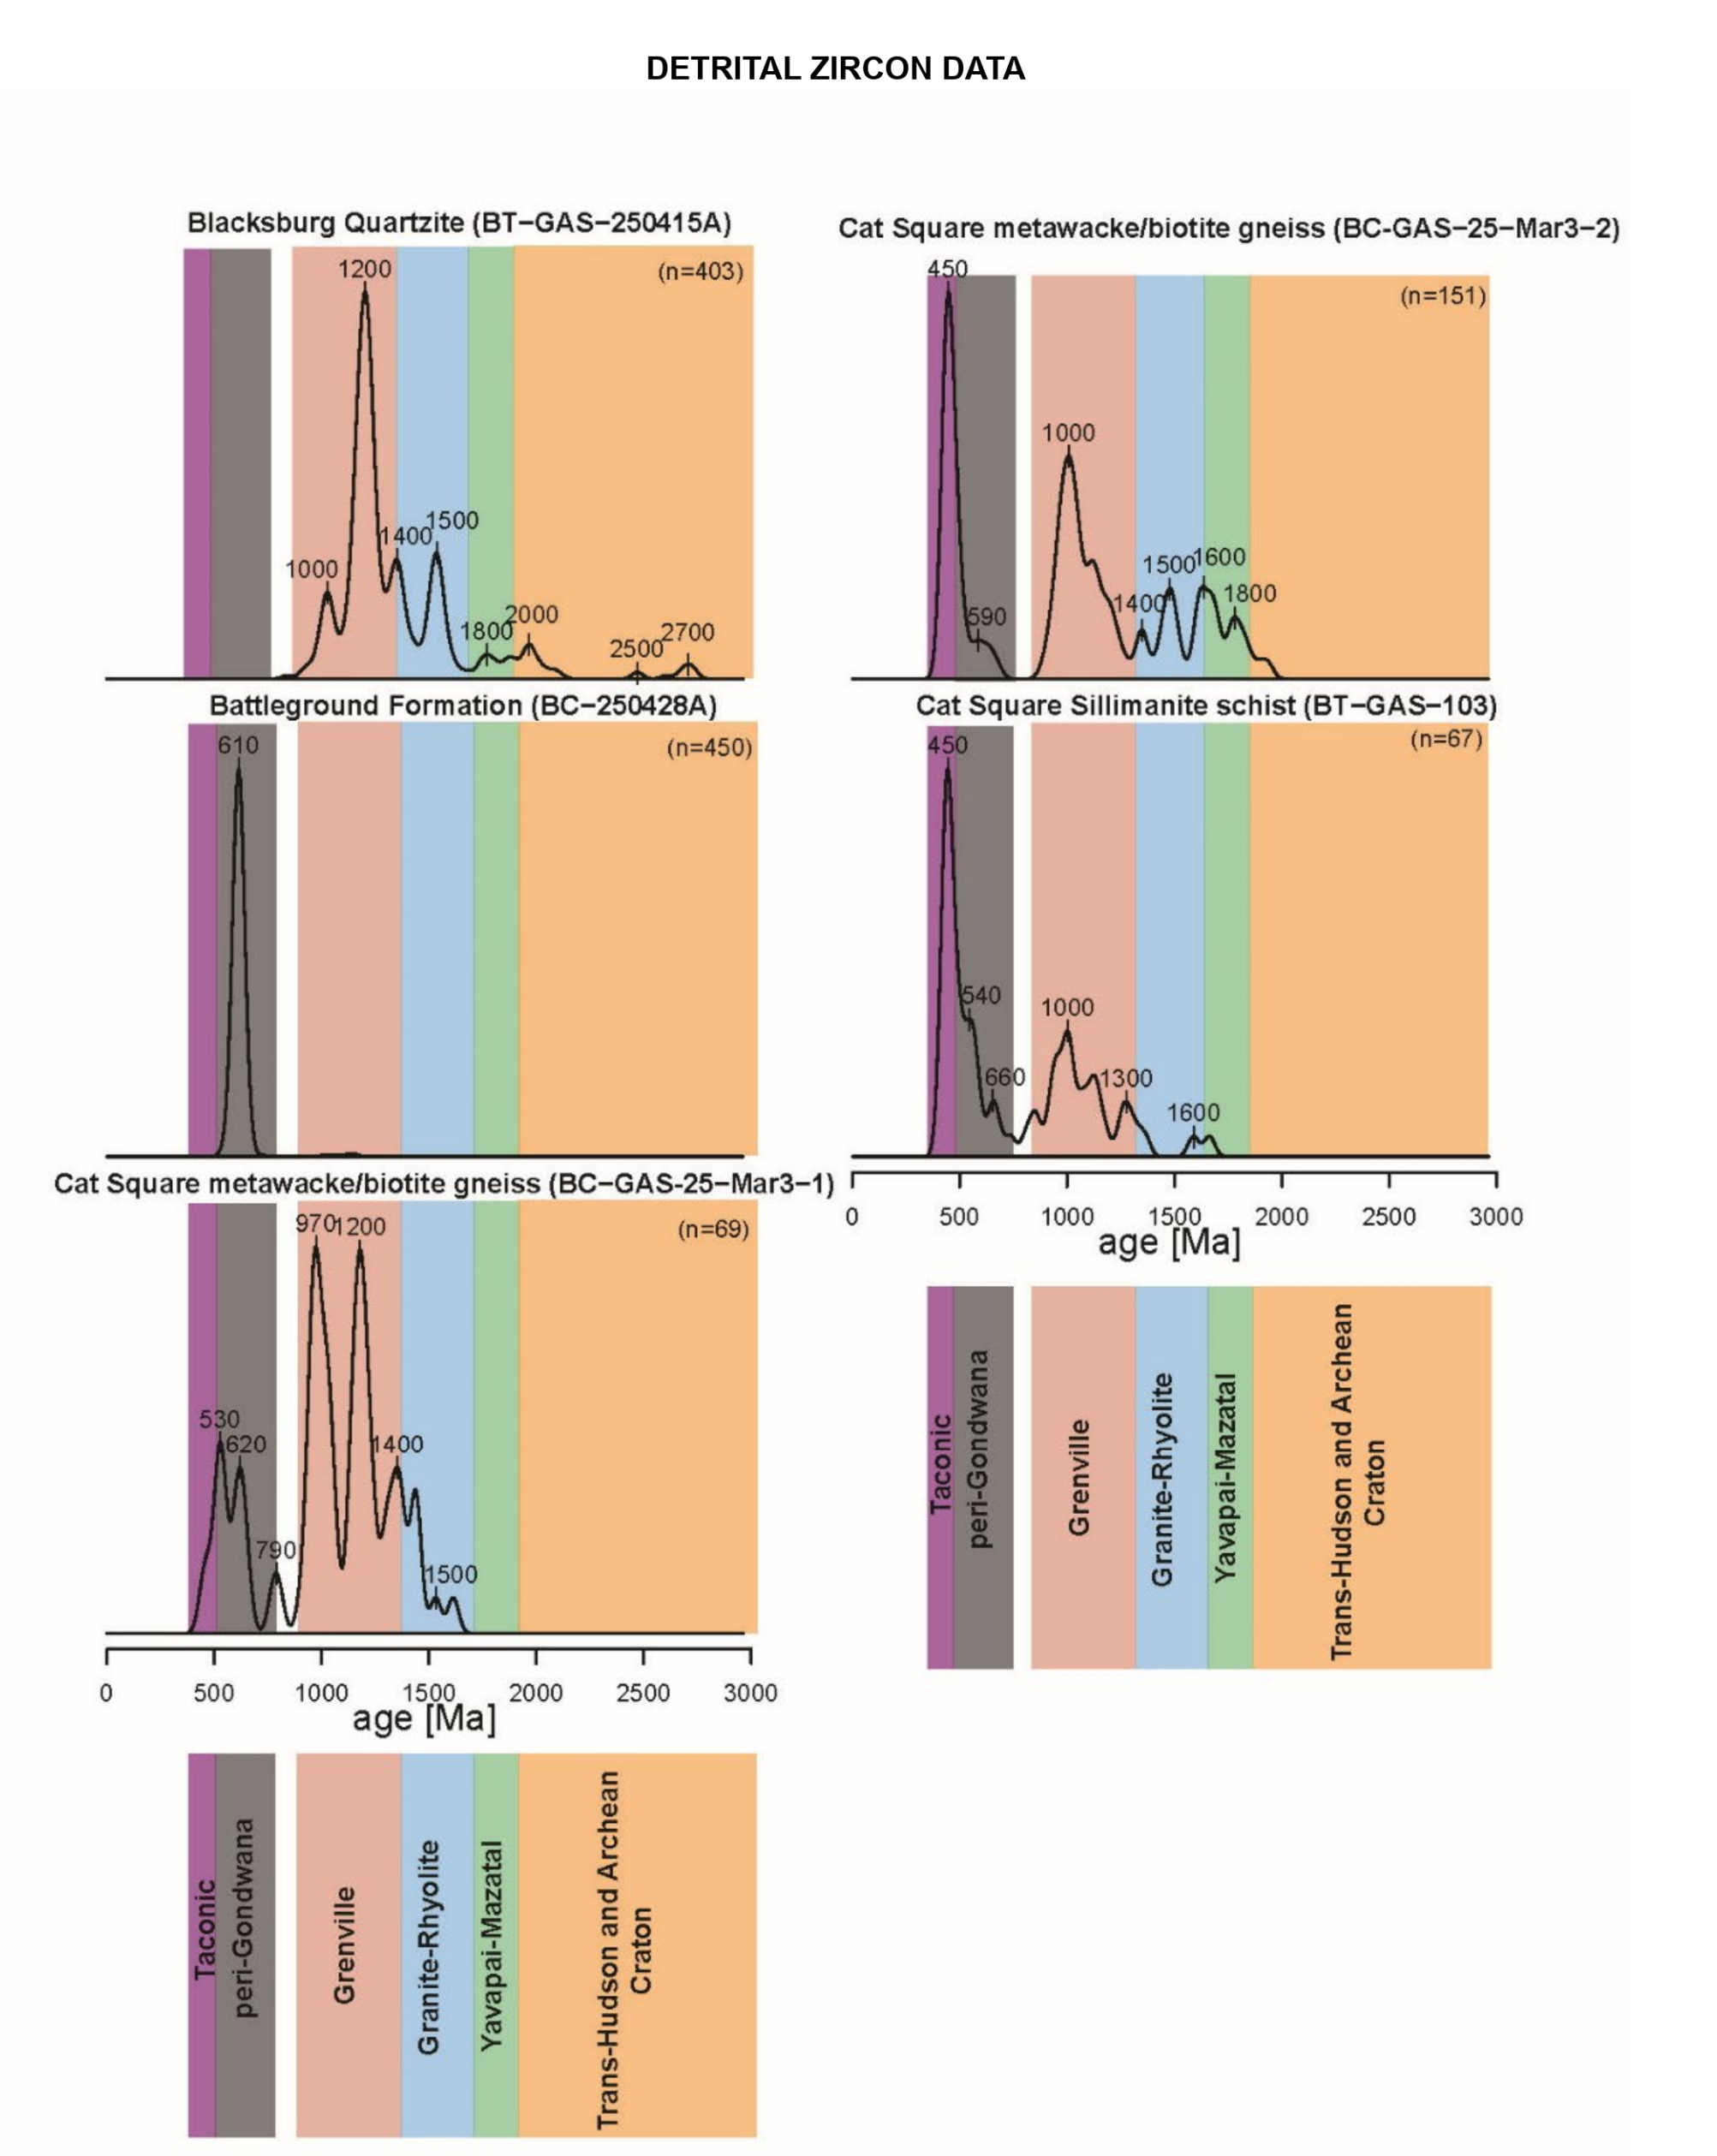 DETRITAL ZIRCON DATA
Blacksburg Quartzite (BT−GAS−250415A)
(n=403)
1200
1500
1400
1000
2000
1800
2700
2500
Battleground Formation (BC−250428A)
(n=450)
610
Cat Square metawacke/biotite gneiss (BC−GAS-25−Mar3−1)
(n=69)
970
1200
530
620
1400
790
1500
0 500 1000 1500 2000 2500 3000
age [Ma]
Taconic
peri-Gondwana
Grenville
Granite-Rhyolite
Yavapai-Mazatal
Trans-Hudson and Archean
Craton
Cat Square metawacke/biotite gneiss (BC-GAS−25−Mar3−2)
450
(n=151)
1000
1500
1600
1400
1800
590
Cat Square Sillimanite schist (BT−GAS−103)
450
(n=67)
540
1000
660
1300
1600
0 500 1000 1500 2000 2500 3000
age [Ma]
Taconic
peri-Gondwana
Grenville
Granite-Rhyolite
Yavapai-Mazatal
Trans-Hudson and Archean
Craton